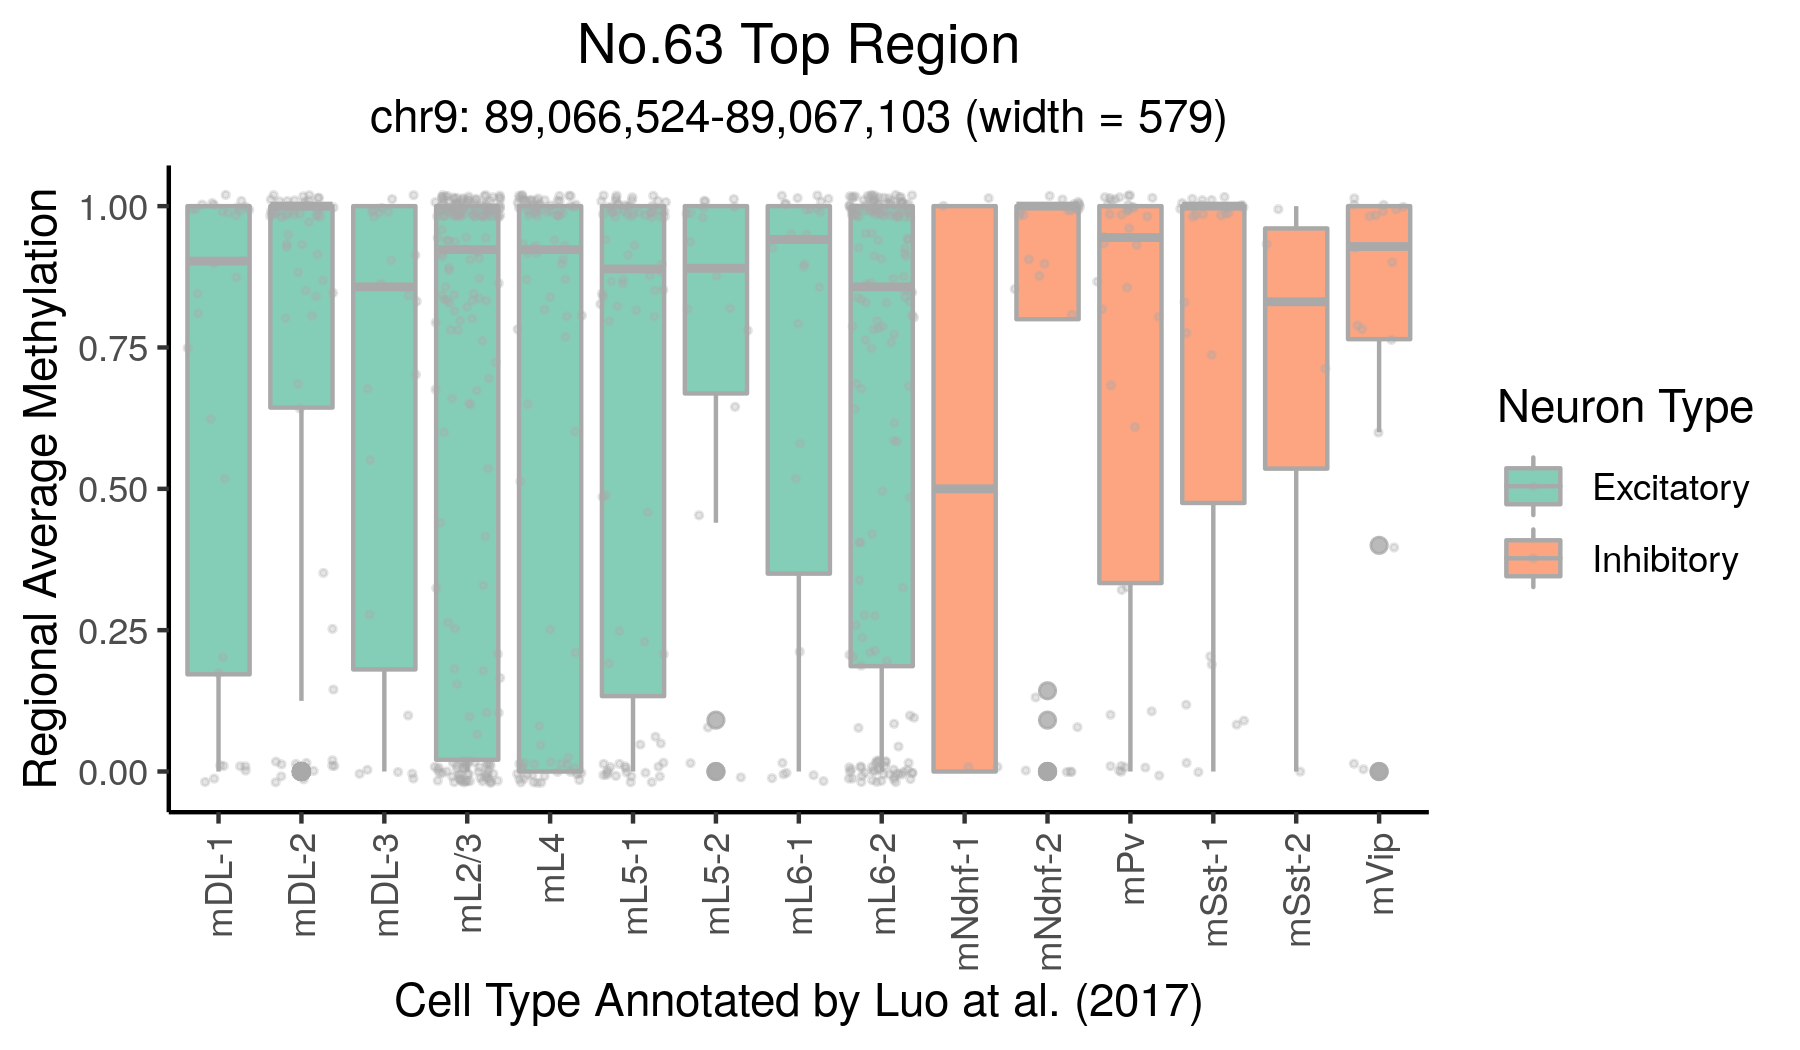 No.63 Top Region
chr9: 89,066,524-89,067,103 (width = 579)
Regional Average Methylation
1.00
0.75
0.50
0.25
0.00
mDL-1
mDL-2
mDL-3
mL2/3
mL4
mL5-1
mL5-2
mL6-1
mL6-2
mNdnf-1
mNdnf-2
mPv
mSst-1
mSst-2
mVip
Cell Type Annotated by Luo at al. (2017)
Neuron Type
Excitatory
Inhibitory